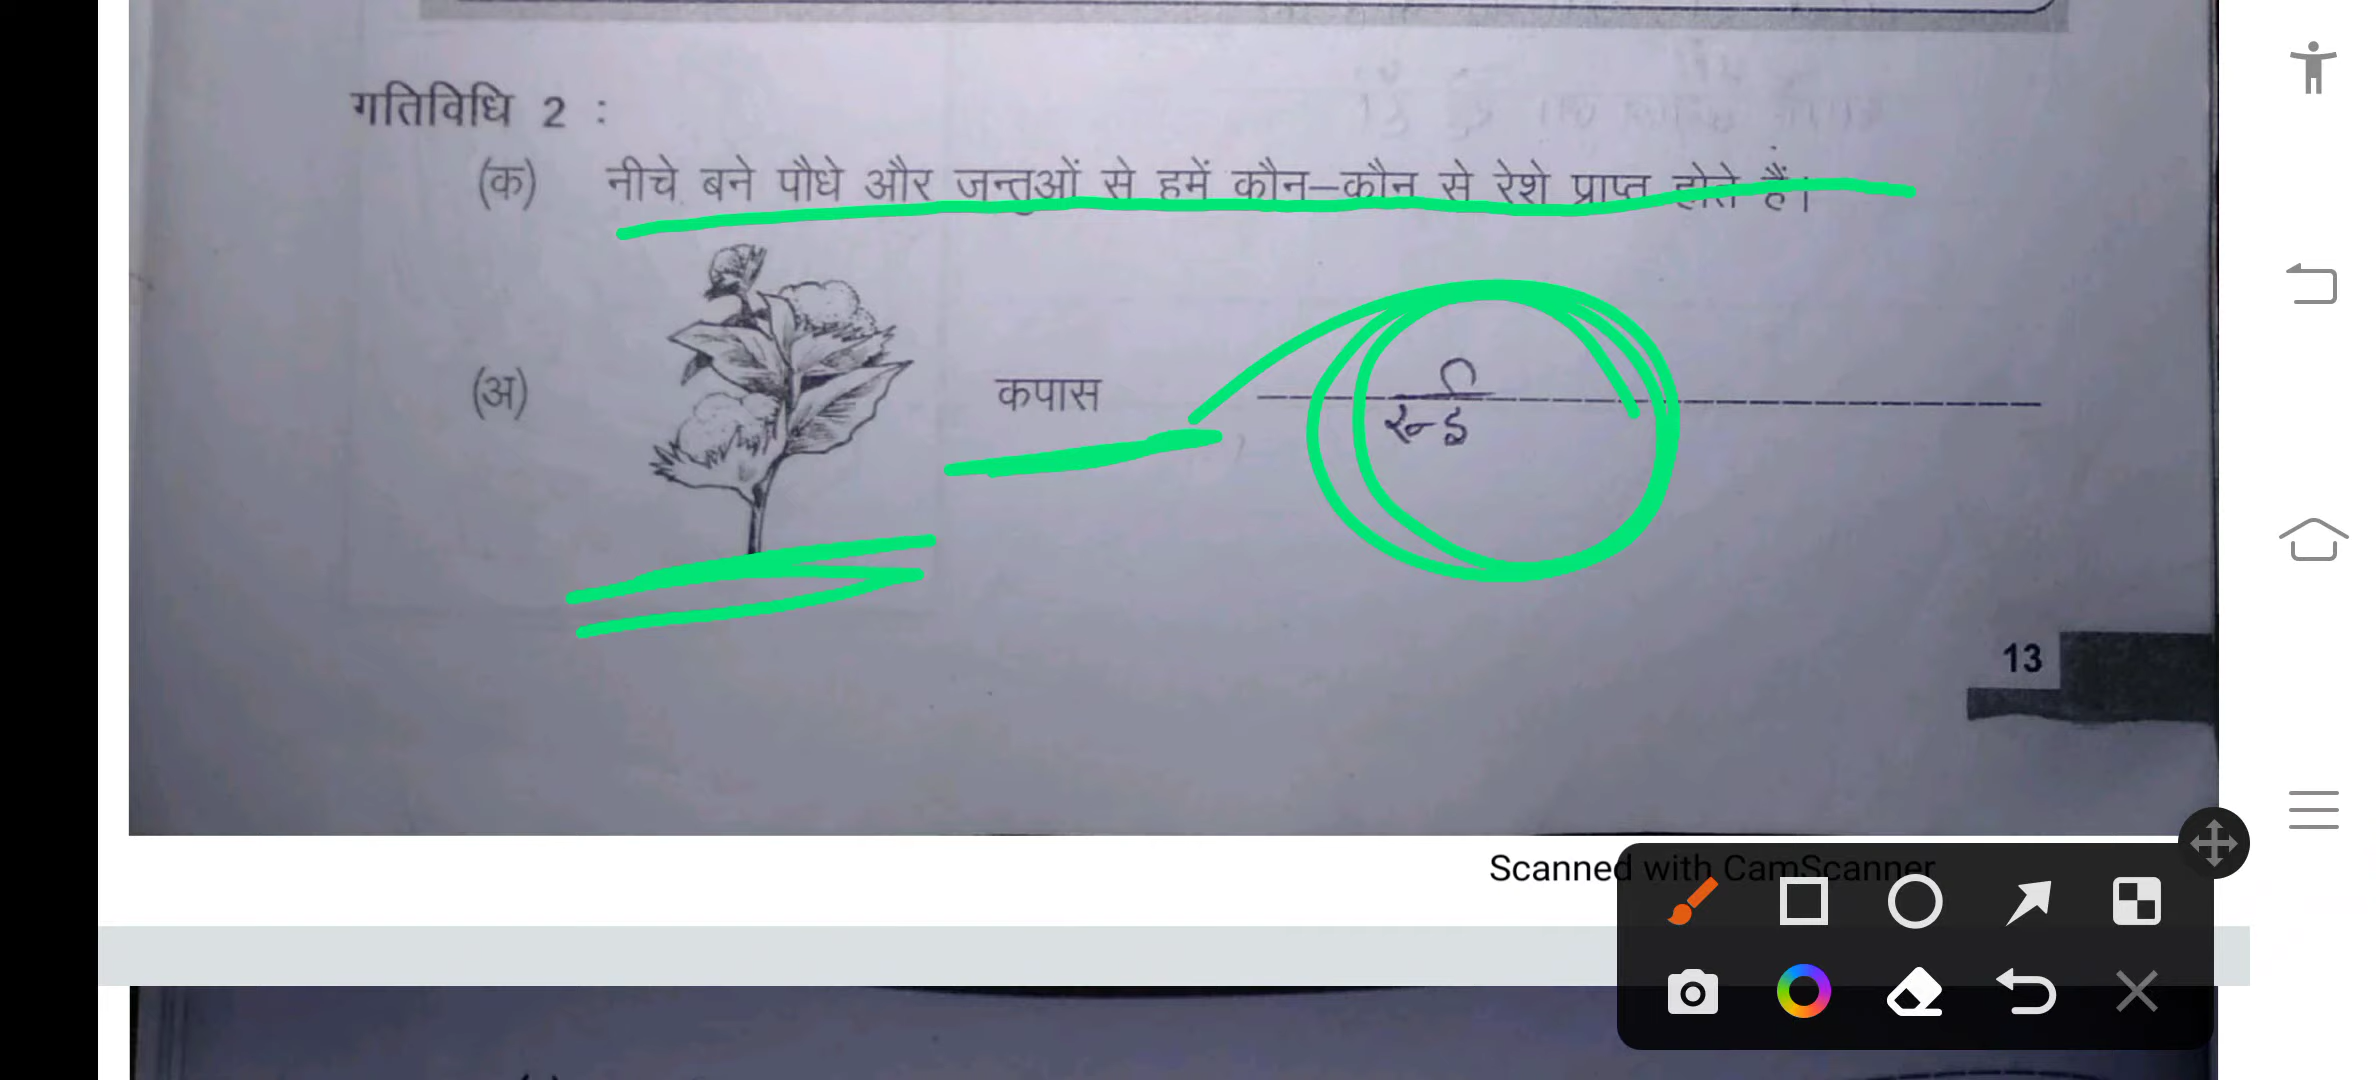 गतिविधि 2 :
(क) नीचे बने पौधे और जन्तुओं से हमें कौन–कौन से रेशे प्राप्त होते हैं।
(अ) कपास रूई
13
Scanned with CamScanner